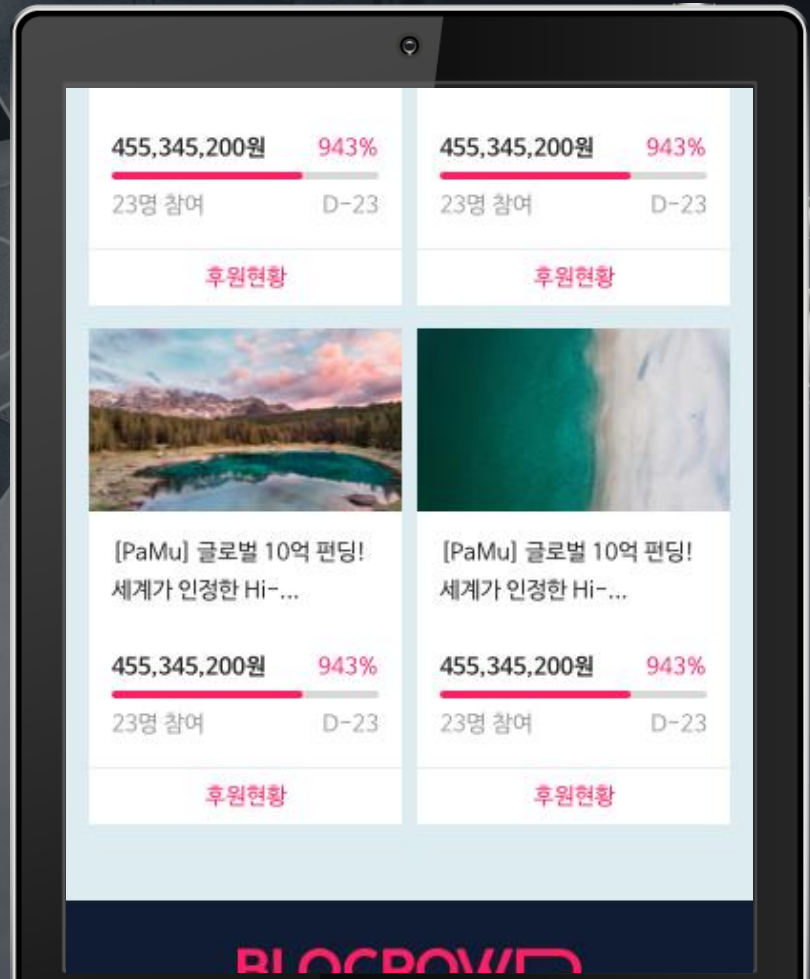 455,345,200원 943%
23명 참여 D-23
후원현황
455,345,200원 943%
23명 참여 D-23
후원현황
[PaMu] 글로벌 10억 펀딩!
세계가 인정한 Hi-...
455,345,200원 943%
23명 참여 D-23
후원현황
[PaMu] 글로벌 10억 펀딩!
세계가 인정한 Hi-...
455,345,200원 943%
23명 참여 D-23
후원현황